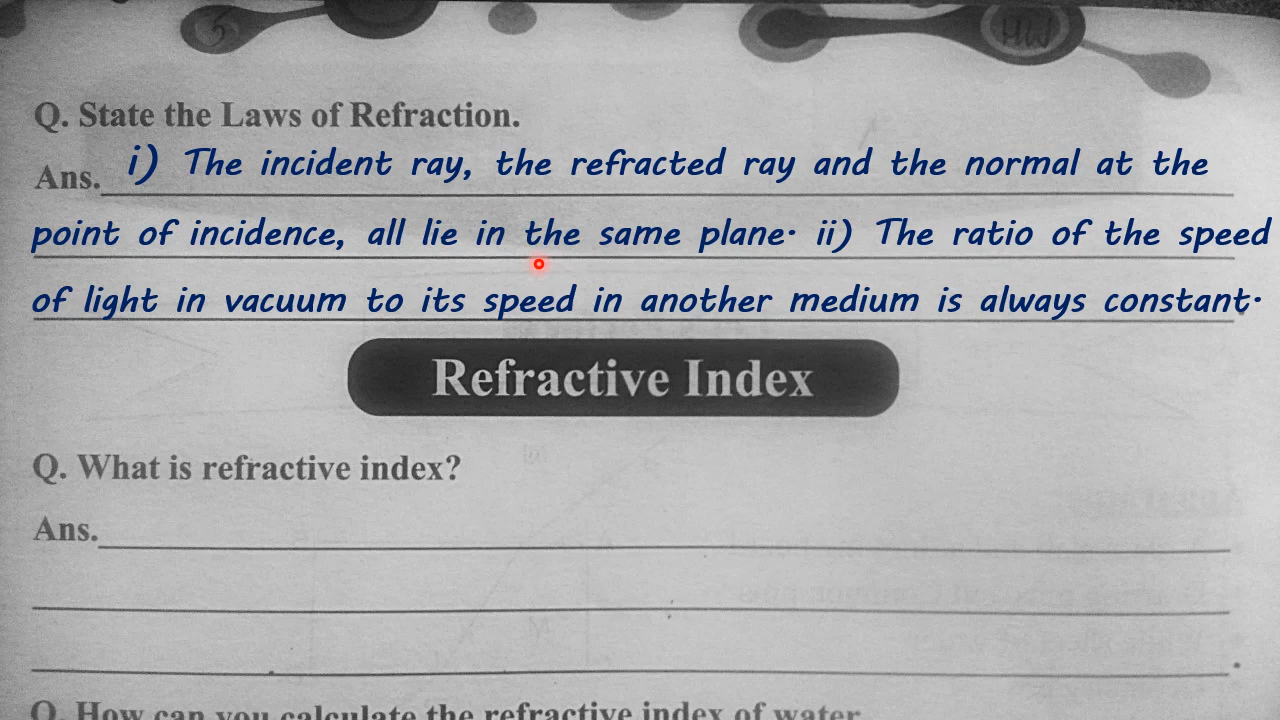 5
HW
Q. State the Laws of Refraction.
Ans. i) The incident ray, the refracted ray and the normal at the
point of incidence, all lie in the same plane. ii) The ratio of the speed
of light in vacuum to its speed in another medium is always constant.
Refractive Index
Q. What is refractive index?
Ans.
Q. How can you calculate the refractive index of water